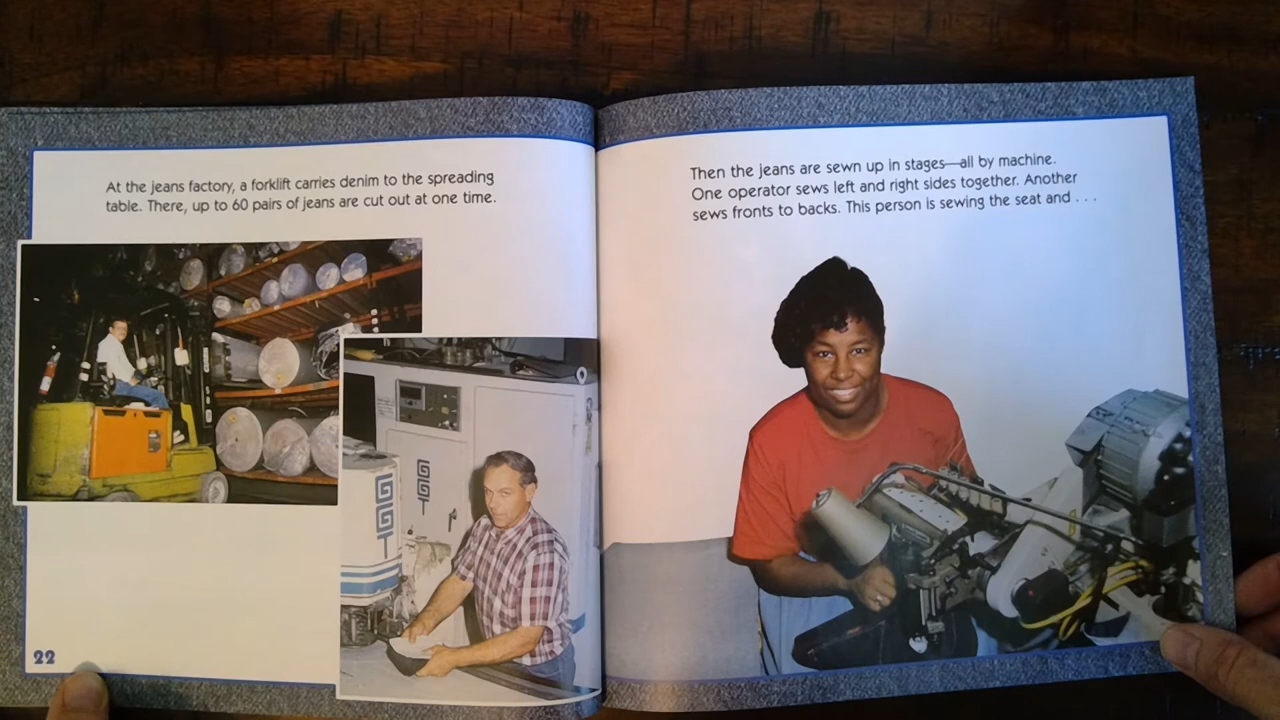 At the jeans factory, a forklift carries denim to the spreading
table. There, up to 60 pairs of jeans are cut out at one time.
22
Then the jeans are sewn up in stages—all by machine.
One operator sews left and right sides together. Another
sews fronts to backs. This person is sewing the seat and . . .